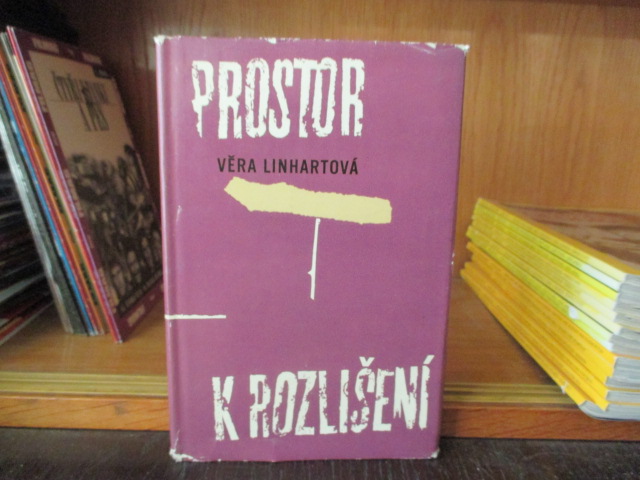 PROSTOR
VĚRA LINHARTOVÁ
K ROZLIŠENÍ